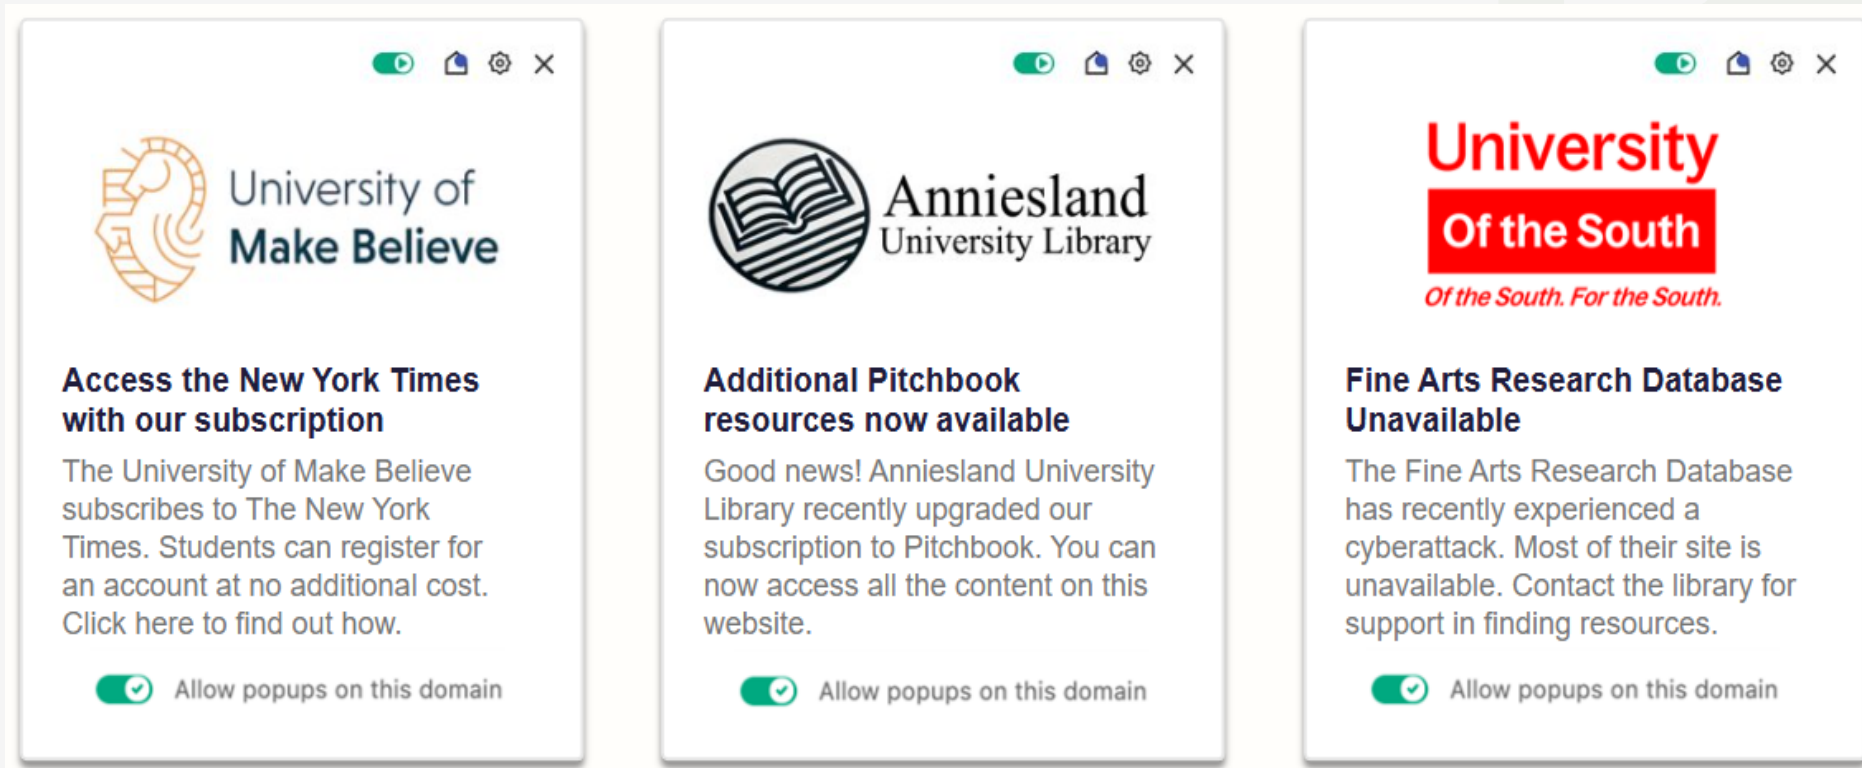 University of
Make Believe
Access the New York Times
with our subscription
The University of Make Believe
subscribes to The New York
Times. Students can register for
an account at no additional cost.
Click here to find out how.
Allow popups on this domain
Anniesland
University Library
Additional Pitchbook
resources now available
Good news! Anniesland University
Library recently upgraded our
subscription to Pitchbook. You can
now access all the content on this
website.
Allow popups on this domain
University
Of the South
Of the South. For the South.
Fine Arts Research Database
Unavailable
The Fine Arts Research Database
has recently experienced a
cyberattack. Most of their site is
unavailable. Contact the library for
support in finding resources.
Allow popups on this domain